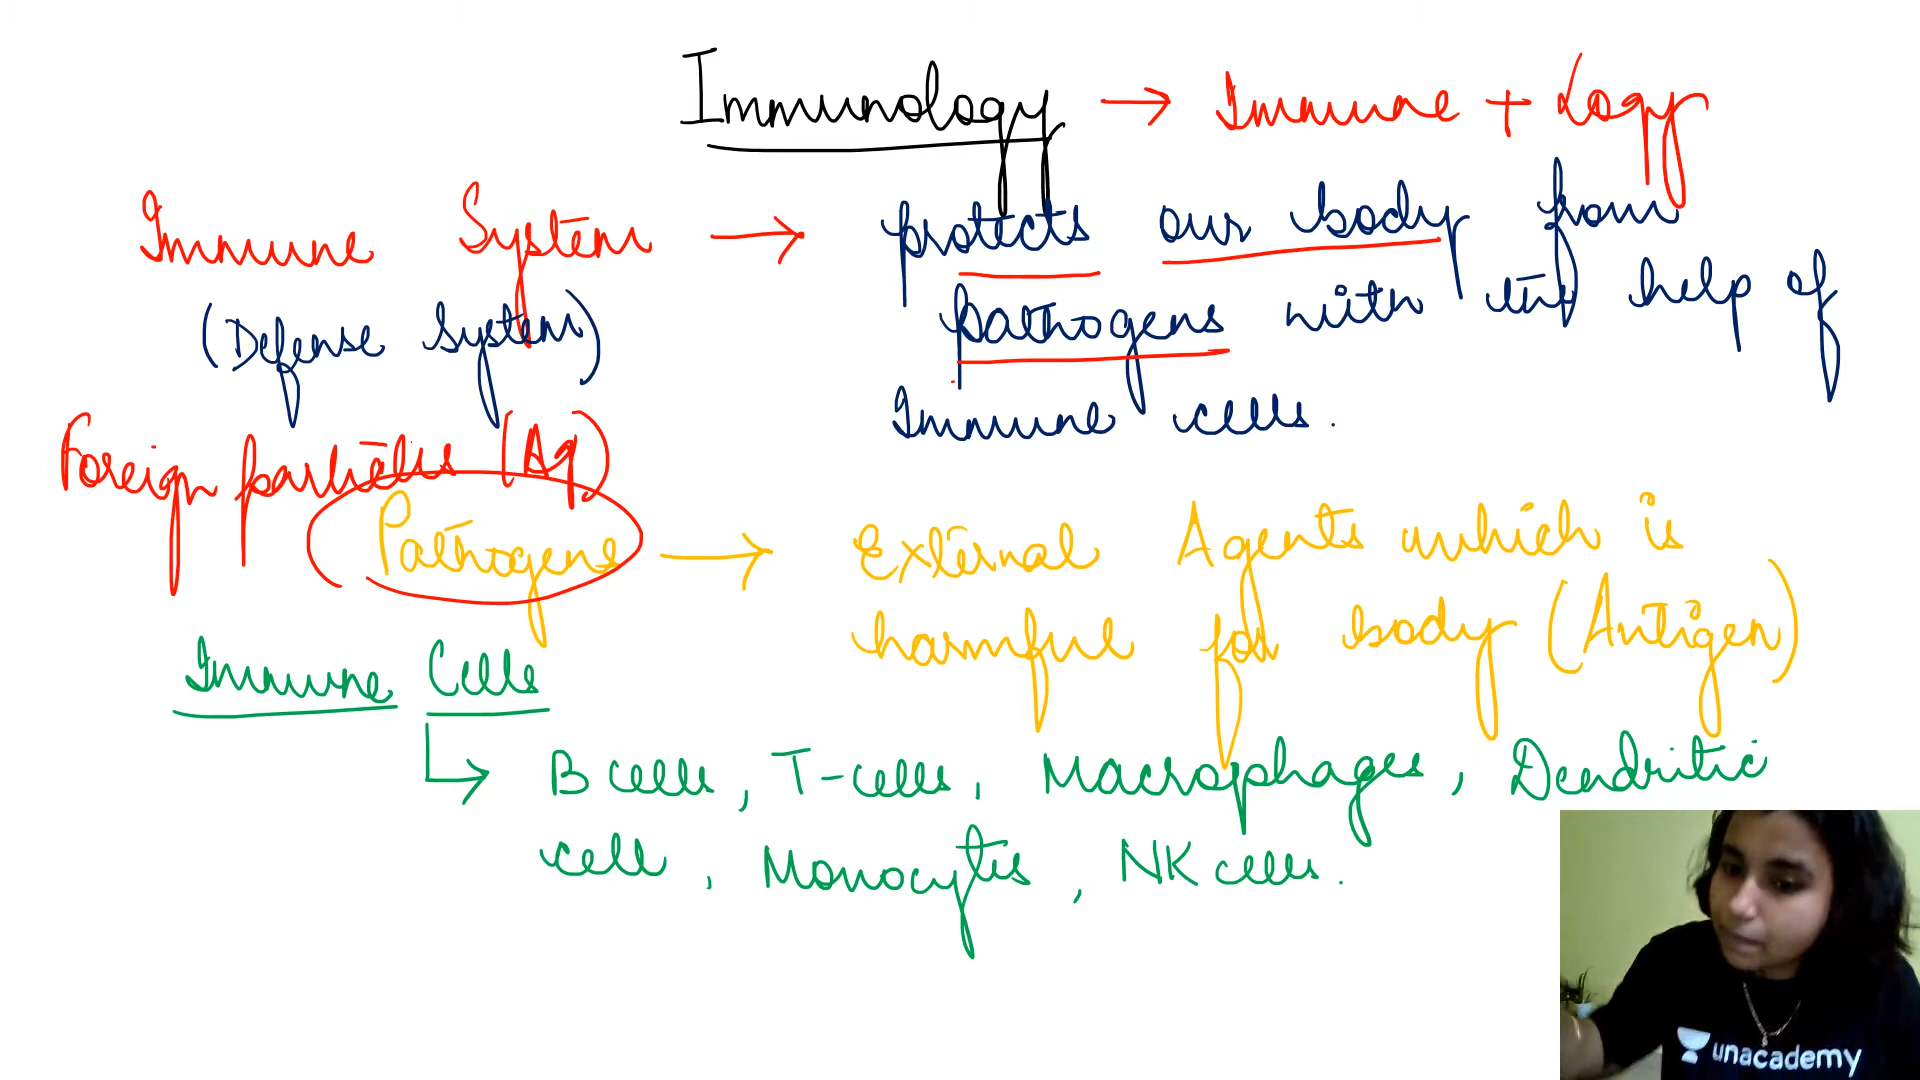 Immunology → Immune + Logy
Immune System → protects our body from
(Defense System) pathogens with the help of
Immune cells.
Foreign particles (Ag)
Pathogens → External Agents which is
harmful for body (Antigen)
Immune Cells
→ B cells, T-cells, Macrophages, Dendritic
cell, Monocytes, NK cells.
unacademy